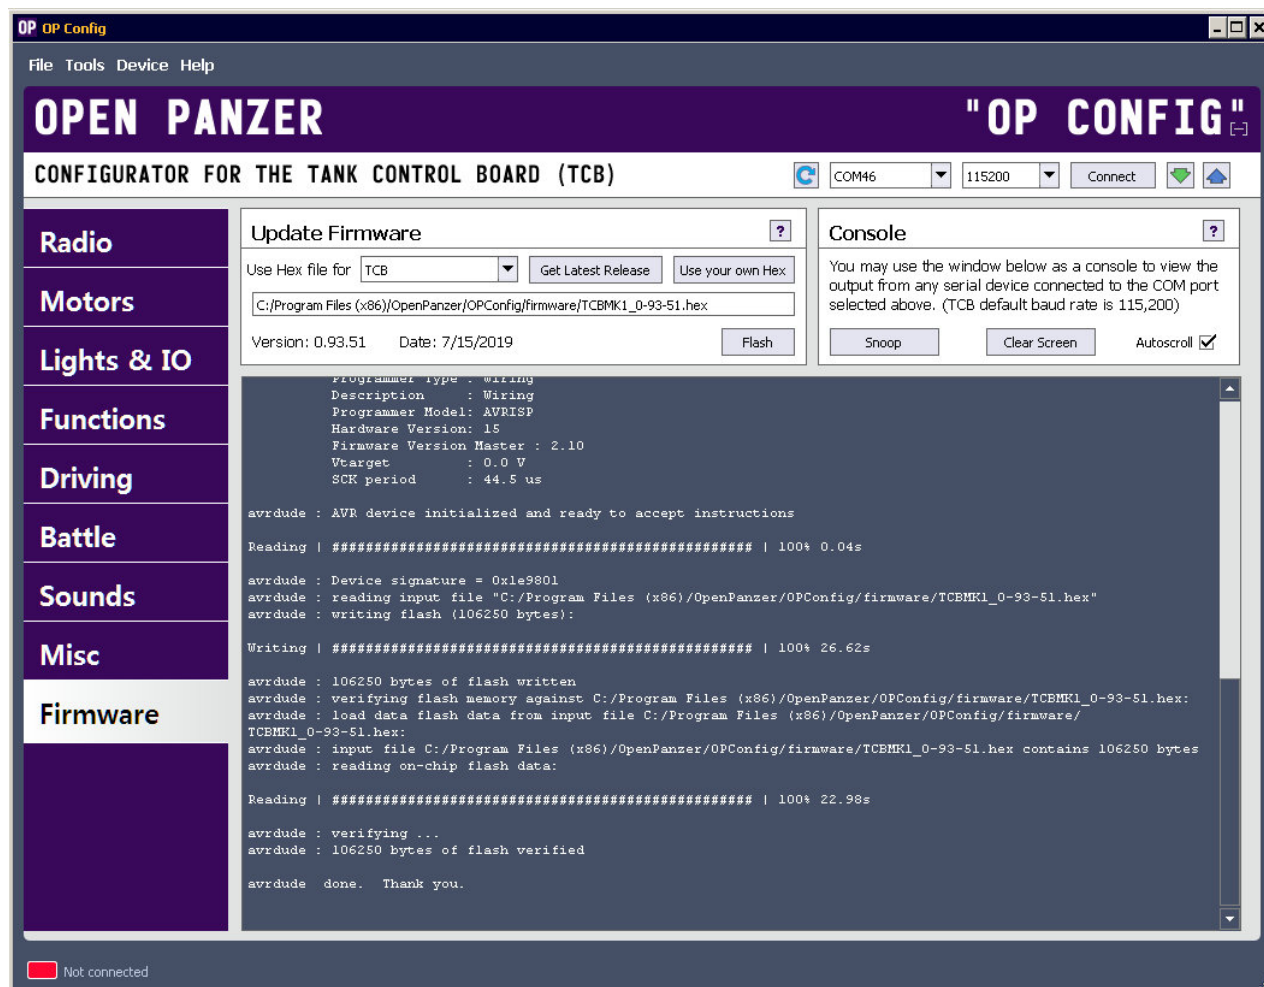 OP OP Config
File Tools Device Help
OPEN PANZER
"OP CONFIG"
[-]
CONFIGURATOR FOR THE TANK CONTROL BOARD (TCB)
COM46
115200
Connect
Radio
Motors
Lights & IO
Functions
Driving
Battle
Sounds
Misc
Firmware
Update Firmware
?
Use Hex file for TCB Get Latest Release Use your own Hex
C:/Program Files (x86)/OpenPanzer/OPConfig/firmware/TCBMK1_0-93-51.hex
Version: 0.93.51 Date: 7/15/2019 Flash
Console
?
You may use the window below as a console to view the
output from any serial device connected to the COM port
selected above. (TCB default baud rate is 115,200)
Snoop Clear Screen Autoscroll
Programmer Type : Wiring
Description : Wiring
Programmer Model: AVRISP
Hardware Version: 15
Firmware Version Master : 2.10
Vtarget : 0.0 V
SCK period : 44.5 us
avrdude : AVR device initialized and ready to accept instructions
Reading | ################################################## | 100% 0.04s
avrdude : Device signature = 0x1e9801
avrdude : reading input file "C:/Program Files (x86)/OpenPanzer/OPConfig/firmware/TCBMK1_0-93-51.hex"
avrdude : writing flash (106250 bytes):
Writing | ################################################## | 100% 26.62s
avrdude : 106250 bytes of flash written
avrdude : verifying flash memory against C:/Program Files (x86)/OpenPanzer/OPConfig/firmware/TCBMK1_0-93-51.hex:
avrdude : load data flash data from input file C:/Program Files (x86)/OpenPanzer/OPConfig/firmware/
TCBMK1_0-93-51.hex:
avrdude : input file C:/Program Files (x86)/OpenPanzer/OPConfig/firmware/TCBMK1_0-93-51.hex contains 106250 bytes
avrdude : reading on-chip flash data:
Reading | ################################################## | 100% 22.98s
avrdude : verifying ...
avrdude : 106250 bytes of flash verified
avrdude done. Thank you.
Not connected